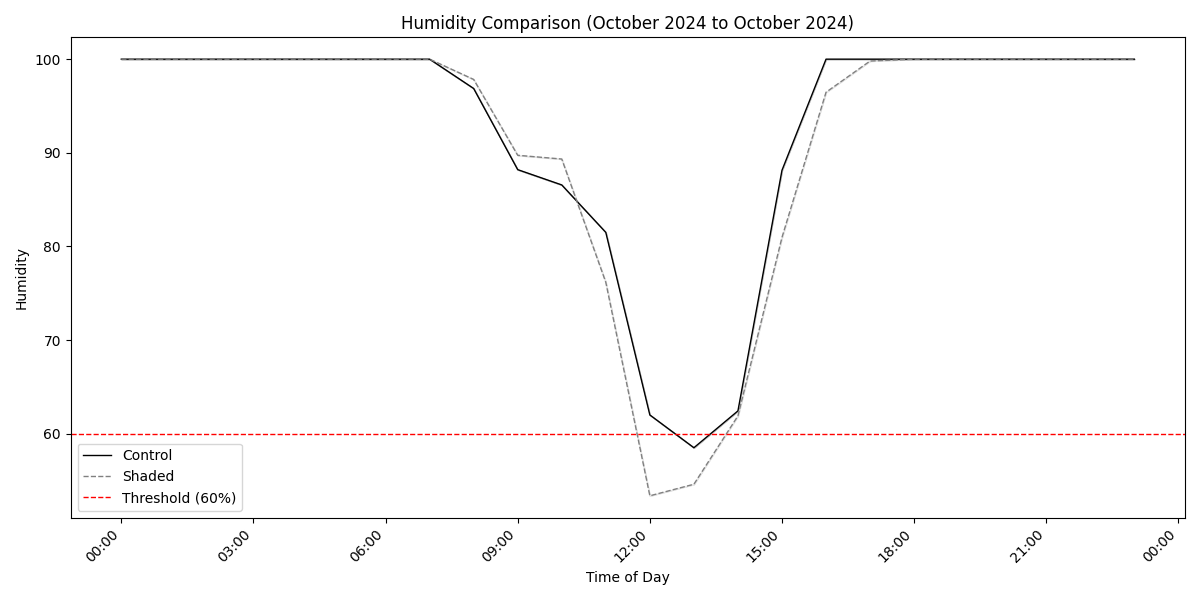 Humidity Comparison (October 2024 to October 2024)
100
90
80
70
60
Humidity
Control
Shaded
Threshold (60%)
00:00
03:00
06:00
09:00
12:00
15:00
18:00
21:00
00:00
Time of Day